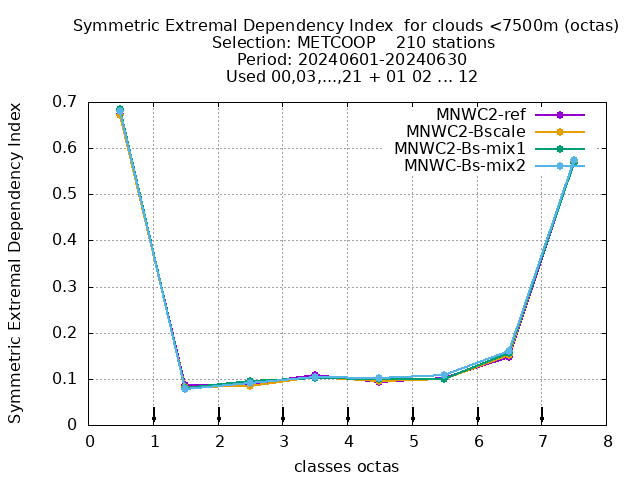 Symmetric Extremal Dependency Index  for clouds <7500m (octas)
Selection: METCOOP    210 stations
Period: 20240601-20240630
Used 00,03,...,21 + 01 02 ... 12
Symmetric Extremal Dependency Index
0.7
0.6
0.5
0.4
0.3
0.2
0.1
0
MNWC2-ref
MNWC2-Bscale
MNWC2-Bs-mix1
MNWC-Bs-mix2
0 1 2 3 4 5 6 7 8
classes octas